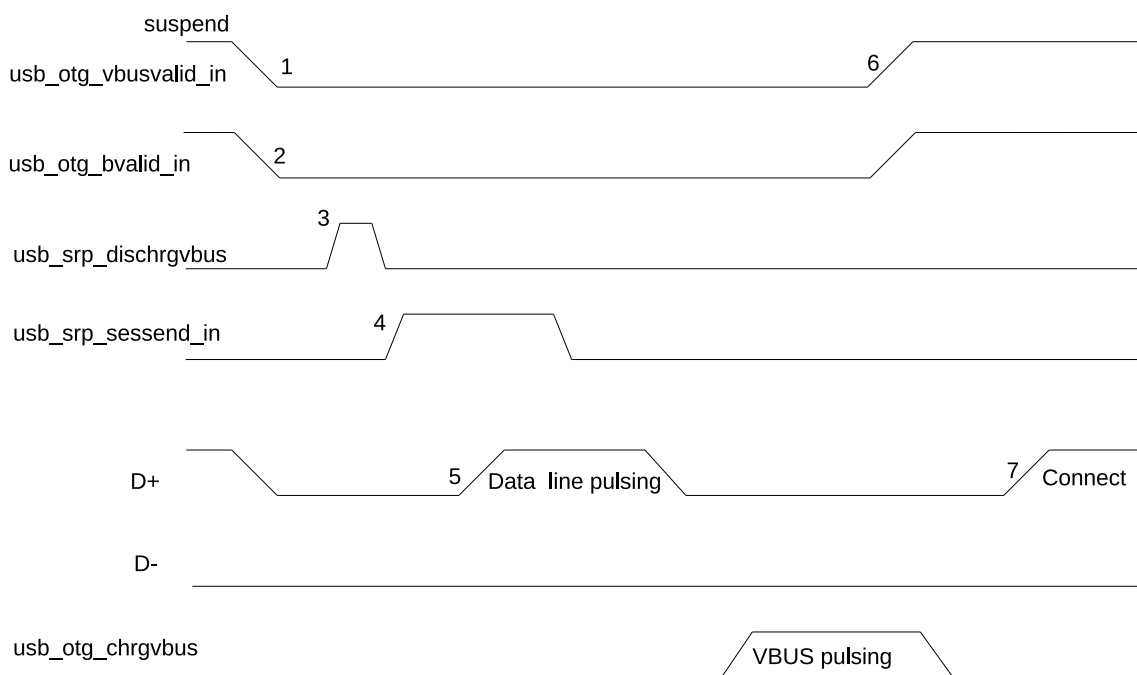 suspend
usb_otg_vbusvalid_in
1
6
usb_otg_bvalid_in
2
3
usb_srp_dischrgvbus
4
usb_srp_sessend_in
D+
5
Data line pulsing
7
Connect
D-
usb_otg_chrgvbus
VBUS pulsing